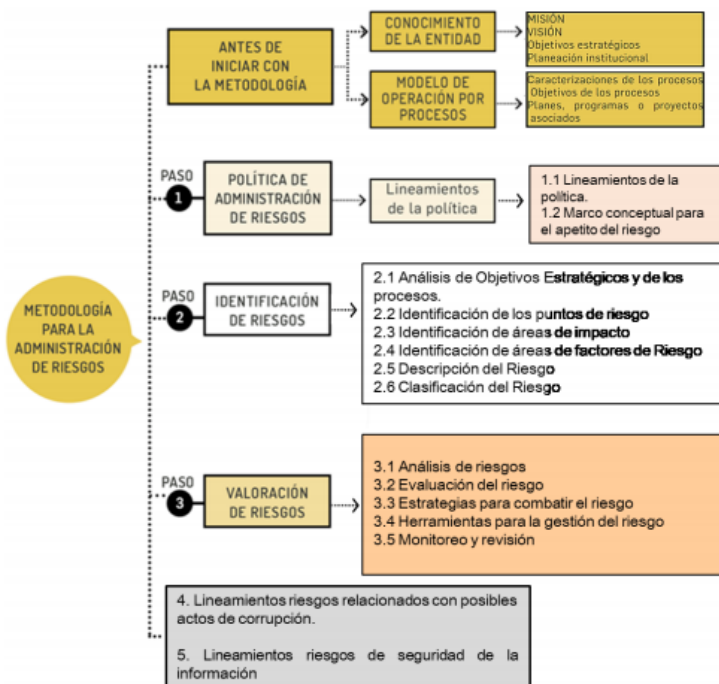 ANTES DE
INICIAR CON
LA METODOLOGÍA
CONOCIMIENTO
DE LA ENTIDAD
MISIÓN
VISIÓN
Objetivos estratégicos
Planeación institucional
MODELO DE
OPERACIÓN POR
PROCESOS
Caracterizaciones de los procesos
Objetivos de los procesos
Planes, programas o proyectos
asociados
METODOLOGÍA
PARA LA
ADMINISTRACIÓN
DE RIESGOS
PASO
1
POLÍTICA DE
ADMINISTRACIÓN
DE RIESGOS
Lineamientos
de la política
1.1 Lineamientos de la
política.
1.2 Marco conceptual para
el apetito del riesgo
PASO
2
IDENTIFICACIÓN
DE RIESGOS
2.1 Análisis de Objetivos Estratégicos y de los
procesos.
2.2 Identificación de los puntos de riesgo
2.3 Identificación de áreas de impacto
2.4 Identificación de áreas de factores de Riesgo
2.5 Descripción del Riesgo
2.6 Clasificación del Riesgo
PASO
3
VALORACIÓN
DE RIESGOS
3.1 Análisis de riesgos
3.2 Evaluación del riesgo
3.3 Estrategias para combatir el riesgo
3.4 Herramientas para la gestión del riesgo
3.5 Monitoreo y revisión
4. Lineamientos riesgos relacionados con posibles
actos de corrupción.
5. Lineamientos riesgos de seguridad de la
información